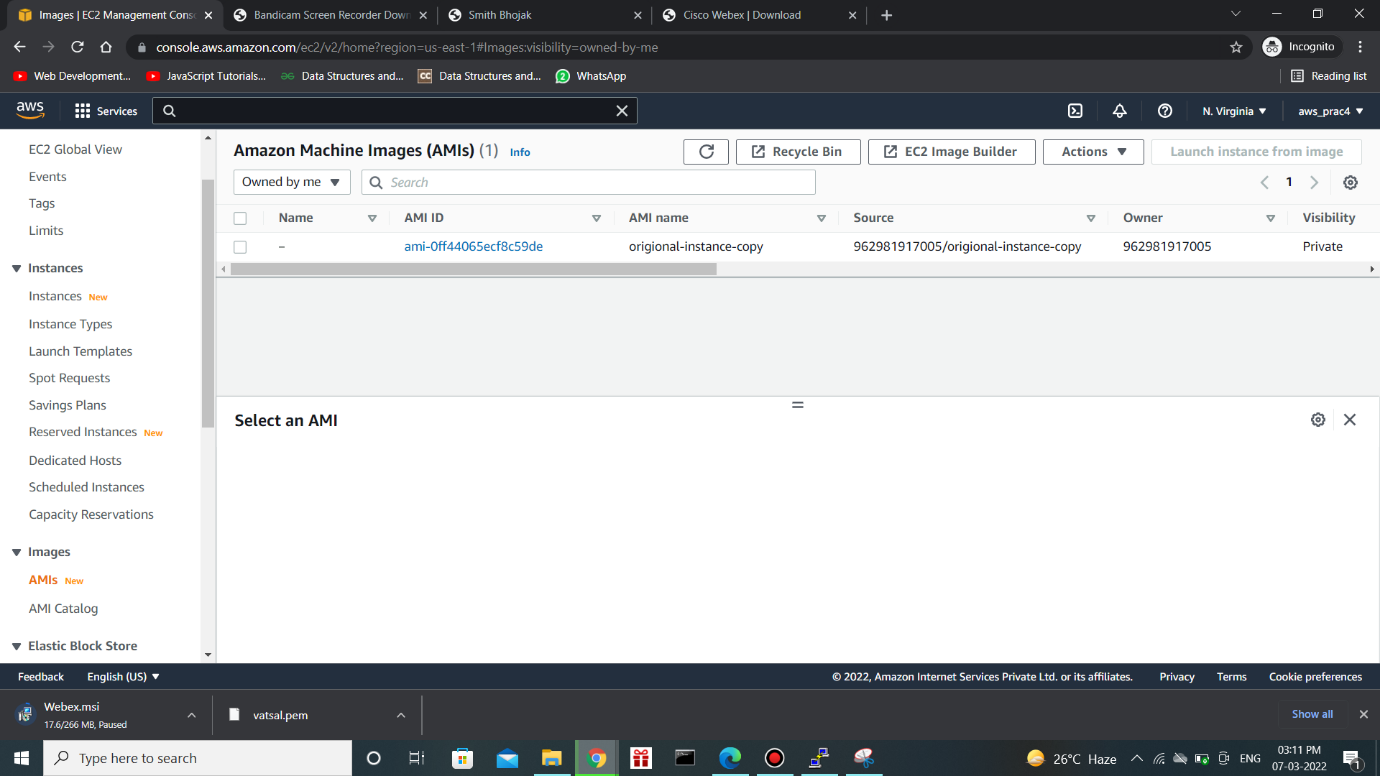 Images | EC2 Management Cons
Bandicam Screen Recorder Down
Smith Bhojak
Cisco Webex | Download
console.aws.amazon.com/ec2/v2/home?region=us-east-1#Images:visibility=owned-by-me
Incognito
Web Development...
JavaScript Tutorials...
Data Structures and...
CC
Data Structures and...
2
WhatsApp
Reading list
aws
Services
N. Virginia
aws_prac4
EC2 Global View
Events
Tags
Limits
Instances
Instances New
Instance Types
Launch Templates
Spot Requests
Savings Plans
Reserved Instances New
Dedicated Hosts
Scheduled Instances
Capacity Reservations
Images
AMIs New
AMI Catalog
Elastic Block Store
Amazon Machine Images (AMIs) (1) Info
Recycle Bin
EC2 Image Builder
Actions
Launch instance from image
Owned by me
Search
1
Name AMI ID AMI name Source Owner Visibility
– ami-0ff44065ecf8c59de origional-instance-copy 962981917005/origional-instance-copy 962981917005 Private
Select an AMI
Feedback English (US) © 2022, Amazon Internet Services Private Ltd. or its affiliates. Privacy Terms Cookie preferences
Webex.msi
17.6/266 MB, Paused
vatsal.pem
Show all
Type here to search
26°C Haze
ENG
03:11 PM
07-03-2022
1